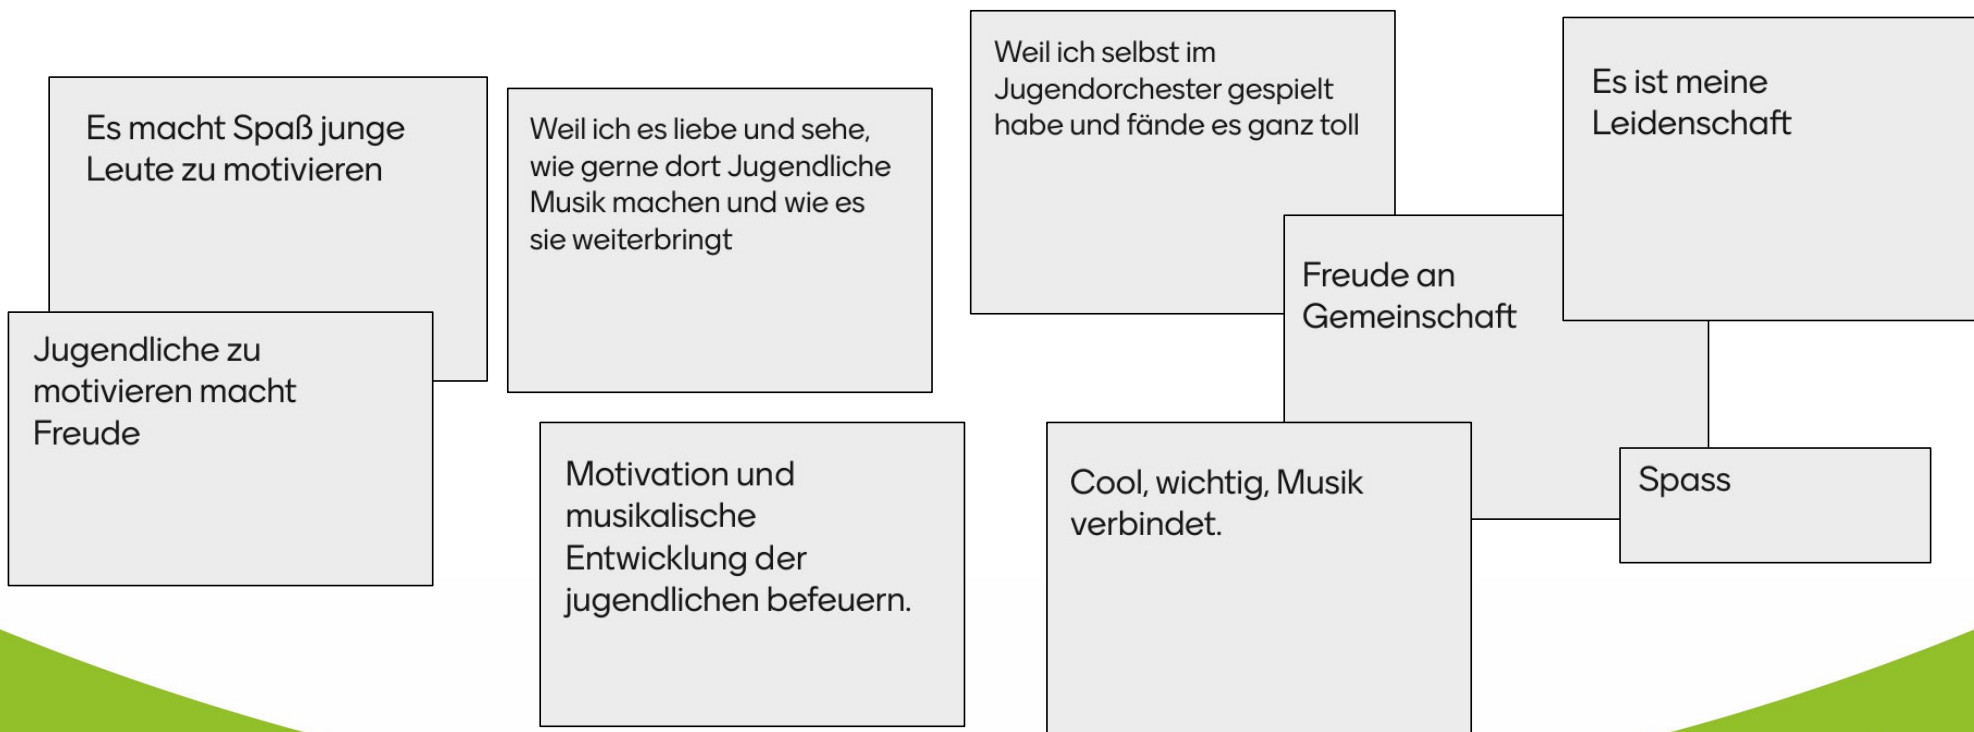 Es macht Spaß junge
Leute zu motivieren
Jugendliche zu
motivieren macht
Freude
Weil ich es liebe und sehe,
wie gerne dort Jugendliche
Musik machen und wie es
sie weiterbringt
Motivation und
musikalische
Entwicklung der
jugendlichen befeuern.
Weil ich selbst im
Jugendorchester gespielt
habe und fände es ganz toll
Freude an
Gemeinschaft
Cool, wichtig, Musik
verbindet.
Es ist meine
Leidenschaft
Spass